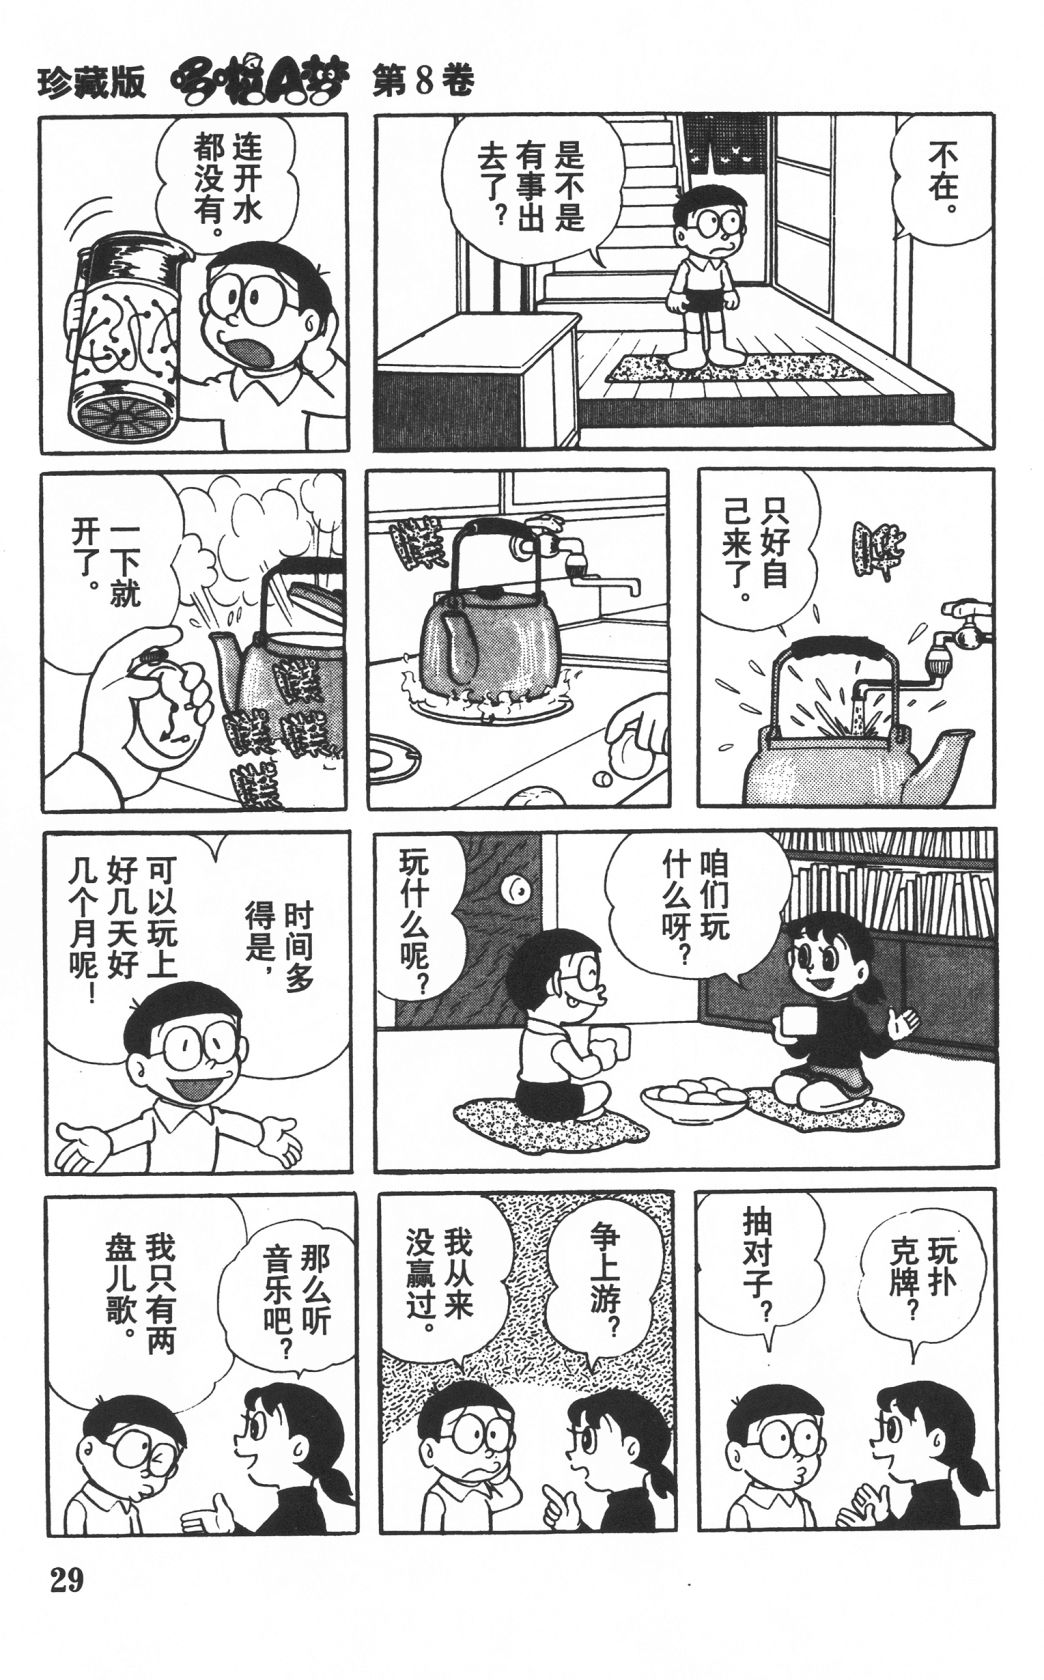 珍藏版 哆啦A梦 第8卷
不在。
是不是
有事出
去了？
连开水
都没有。
哗
只好自
己来了。
一下就
开了。
咱们玩
什么呀？
玩什么呢？
时间多
得是，
可以玩上
好几天好
几个月呢！
玩扑
克牌？
抽对子？
争上游？
我从来
没赢过。
那么听
音乐吧？
我只有两
盘儿歌。
29